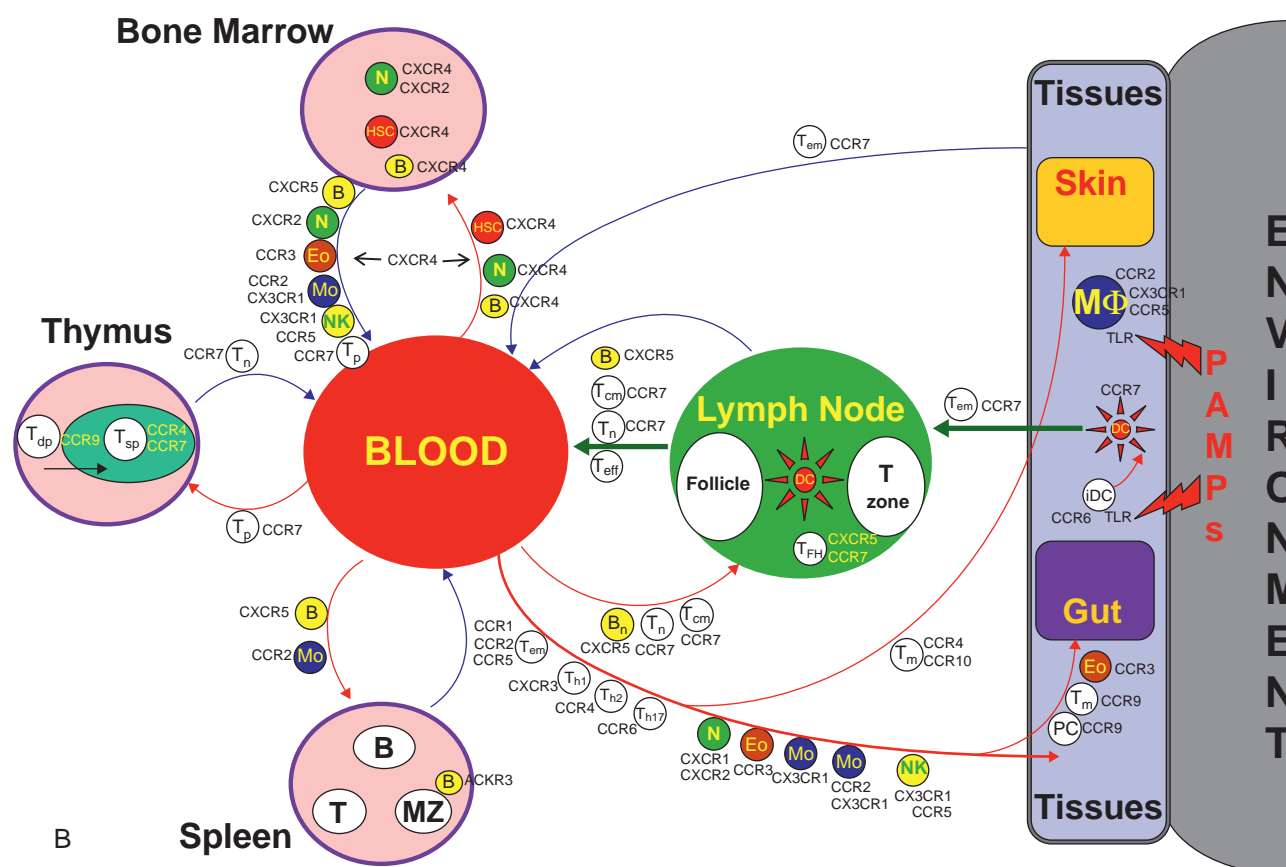 Bone Marrow
N
CXCR4
CXCR2
HSC
CXCR4
B
CXCR4
CXCR5
B
CXCR2
N
CCR3
Eo
CCR2
CX3CR1
Mo
CX3CR1
CCR5
NK
CCR7
Tp
CXCR4
HSC
CXCR4
N
CXCR4
B
CXCR4
Thymus
CCR7
Tn
Tdp
CCR9
Tsp
CCR4
CCR7
Tp
CCR7
BLOOD
CXCR5
B
CCR2
Mo
CCR1
CCR2
CCR5
Tem
CXCR3
Th1
CCR4
Th2
CCR6
Th17
B
T
MZ
B
ACKR3
Spleen
B
B
CXCR5
Tcm
CCR7
Tn
CCR7
Teff
Lymph Node
Follicle
DC
T
zone
TFH
CXCR5
CCR7
Bn
CXCR5
Tn
CCR7
Tcm
CCR7
Tem
CCR7
Tem
CCR7
Tm
CCR4
CCR10
N
CXCR1
CXCR2
Eo
CCR3
Mo
CX3CR1
Mo
CCR2
CX3CR1
NK
CX3CR1
CCR5
Tissues
Skin
MΦ
CCR2
CX3CR1
CCR5
TLR
CCR7
DC
iDC
CCR6
TLR
Gut
Eo
CCR3
Tm
CCR9
PC
CCR9
Tissues
PAMPs
ENVIRONMENT